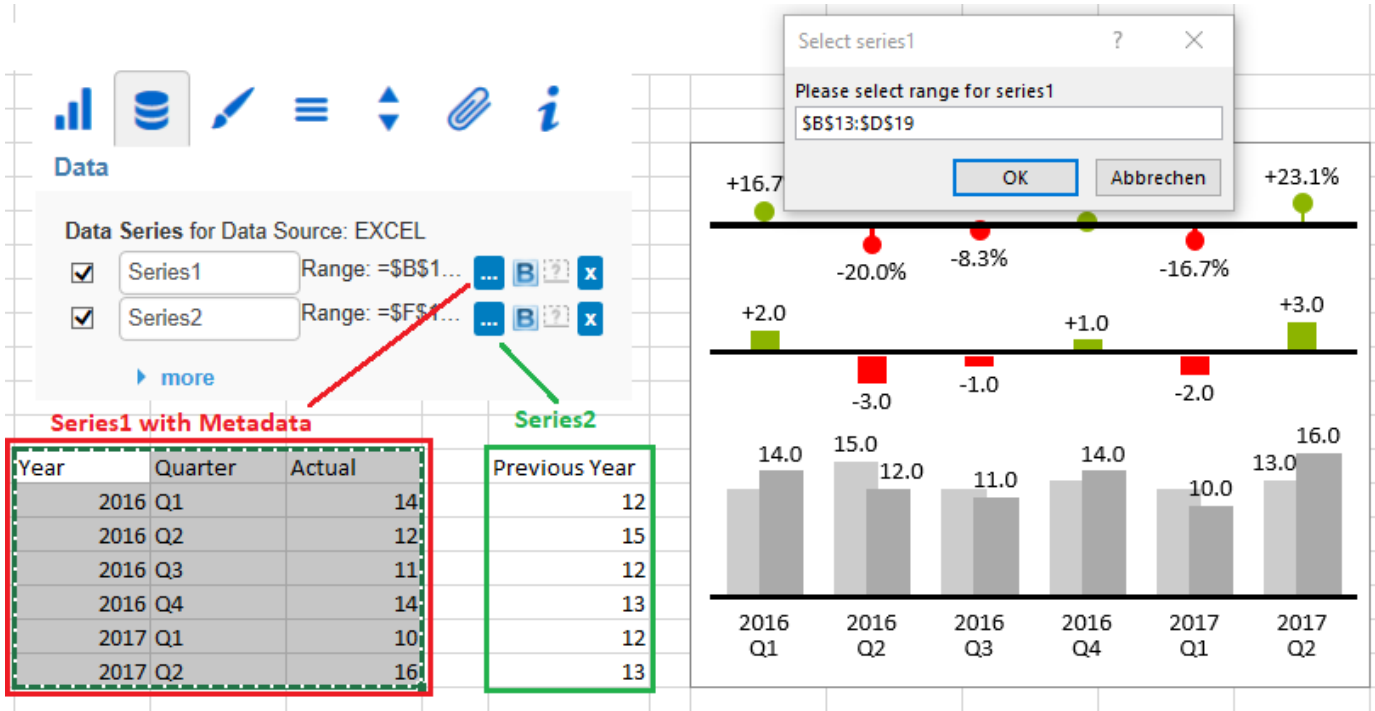 Select series1 ?
Please select range for series1
$B$13:$D$19
OK Abbrechen
Data
Data Series for Data Source: EXCEL
Series1 Range: =$B$1... ... B ? x
Series2 Range: =$F$1... ... B ? x
more
Series1 with Metadata
Series2
Year Quarter Actual Previous Year
2016 Q1 14 12
2016 Q2 12 15
2016 Q3 11 12
2016 Q4 14 13
2017 Q1 10 12
2017 Q2 16 13
+16.7 +23.1%
-20.0% -8.3% -16.7%
+2.0 +1.0 +3.0
-3.0 -1.0 -2.0
14.0 15.0 12.0 11.0 14.0 10.0 13.0 16.0
2016 2016 2016 2016 2017 2017
Q1 Q2 Q3 Q4 Q1 Q2